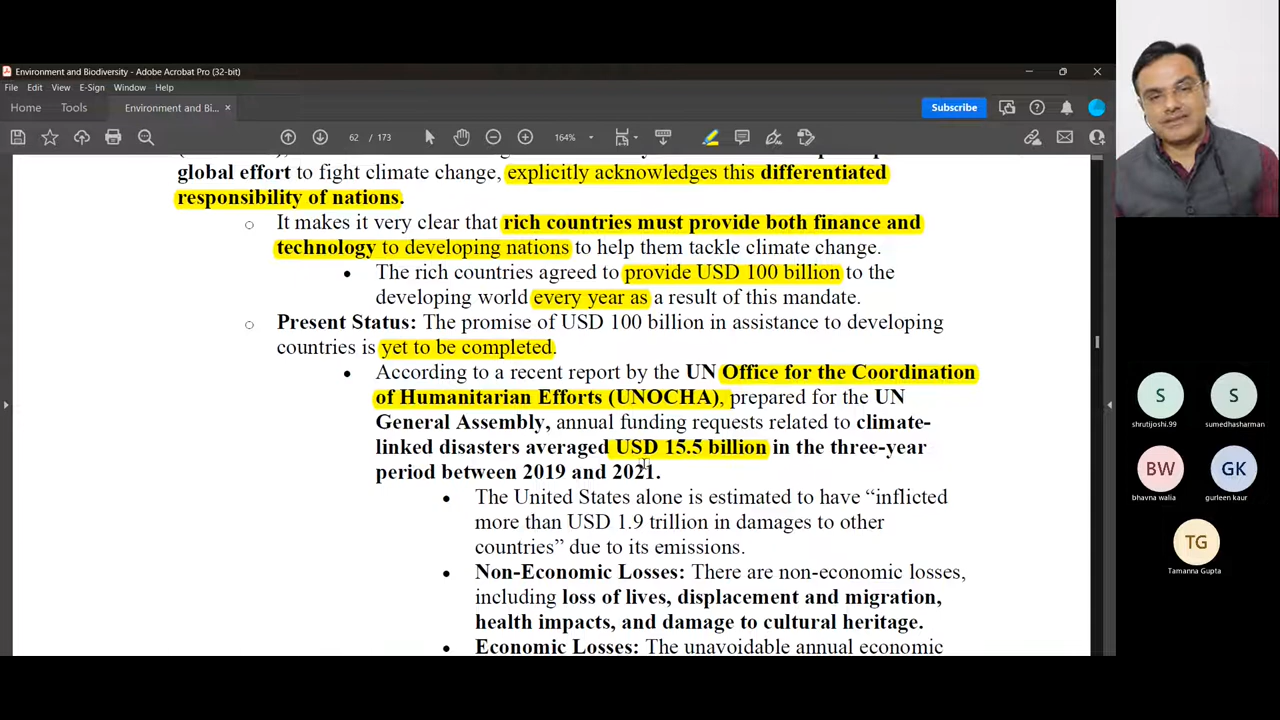 Environment and Biodiversity - Adobe Acrobat Pro (32-bit)
File Edit View E-Sign Window Help
Home Tools Environment and Bi... × Subscribe
62 / 173 164%
global effort to fight climate change, explicitly acknowledges this differentiated
responsibility of nations.
It makes it very clear that rich countries must provide both finance and
technology to developing nations to help them tackle climate change.
The rich countries agreed to provide USD 100 billion to the
developing world every year as a result of this mandate.
Present Status: The promise of USD 100 billion in assistance to developing
countries is yet to be completed.
According to a recent report by the UN Office for the Coordination
of Humanitarian Efforts (UNOCHA), prepared for the UN
General Assembly, annual funding requests related to climate-
linked disasters averaged USD 15.5 billion in the three-year
period between 2019 and 2021.
The United States alone is estimated to have “inflicted
more than USD 1.9 trillion in damages to other
countries” due to its emissions.
Non-Economic Losses: There are non-economic losses,
including loss of lives, displacement and migration,
health impacts, and damage to cultural heritage.
Economic Losses: The unavoidable annual economic
S S
shrutijoshi.99 sumedhasharman
BW GK
bhavna walia gurleen kaur
TG
Tamanna Gupta